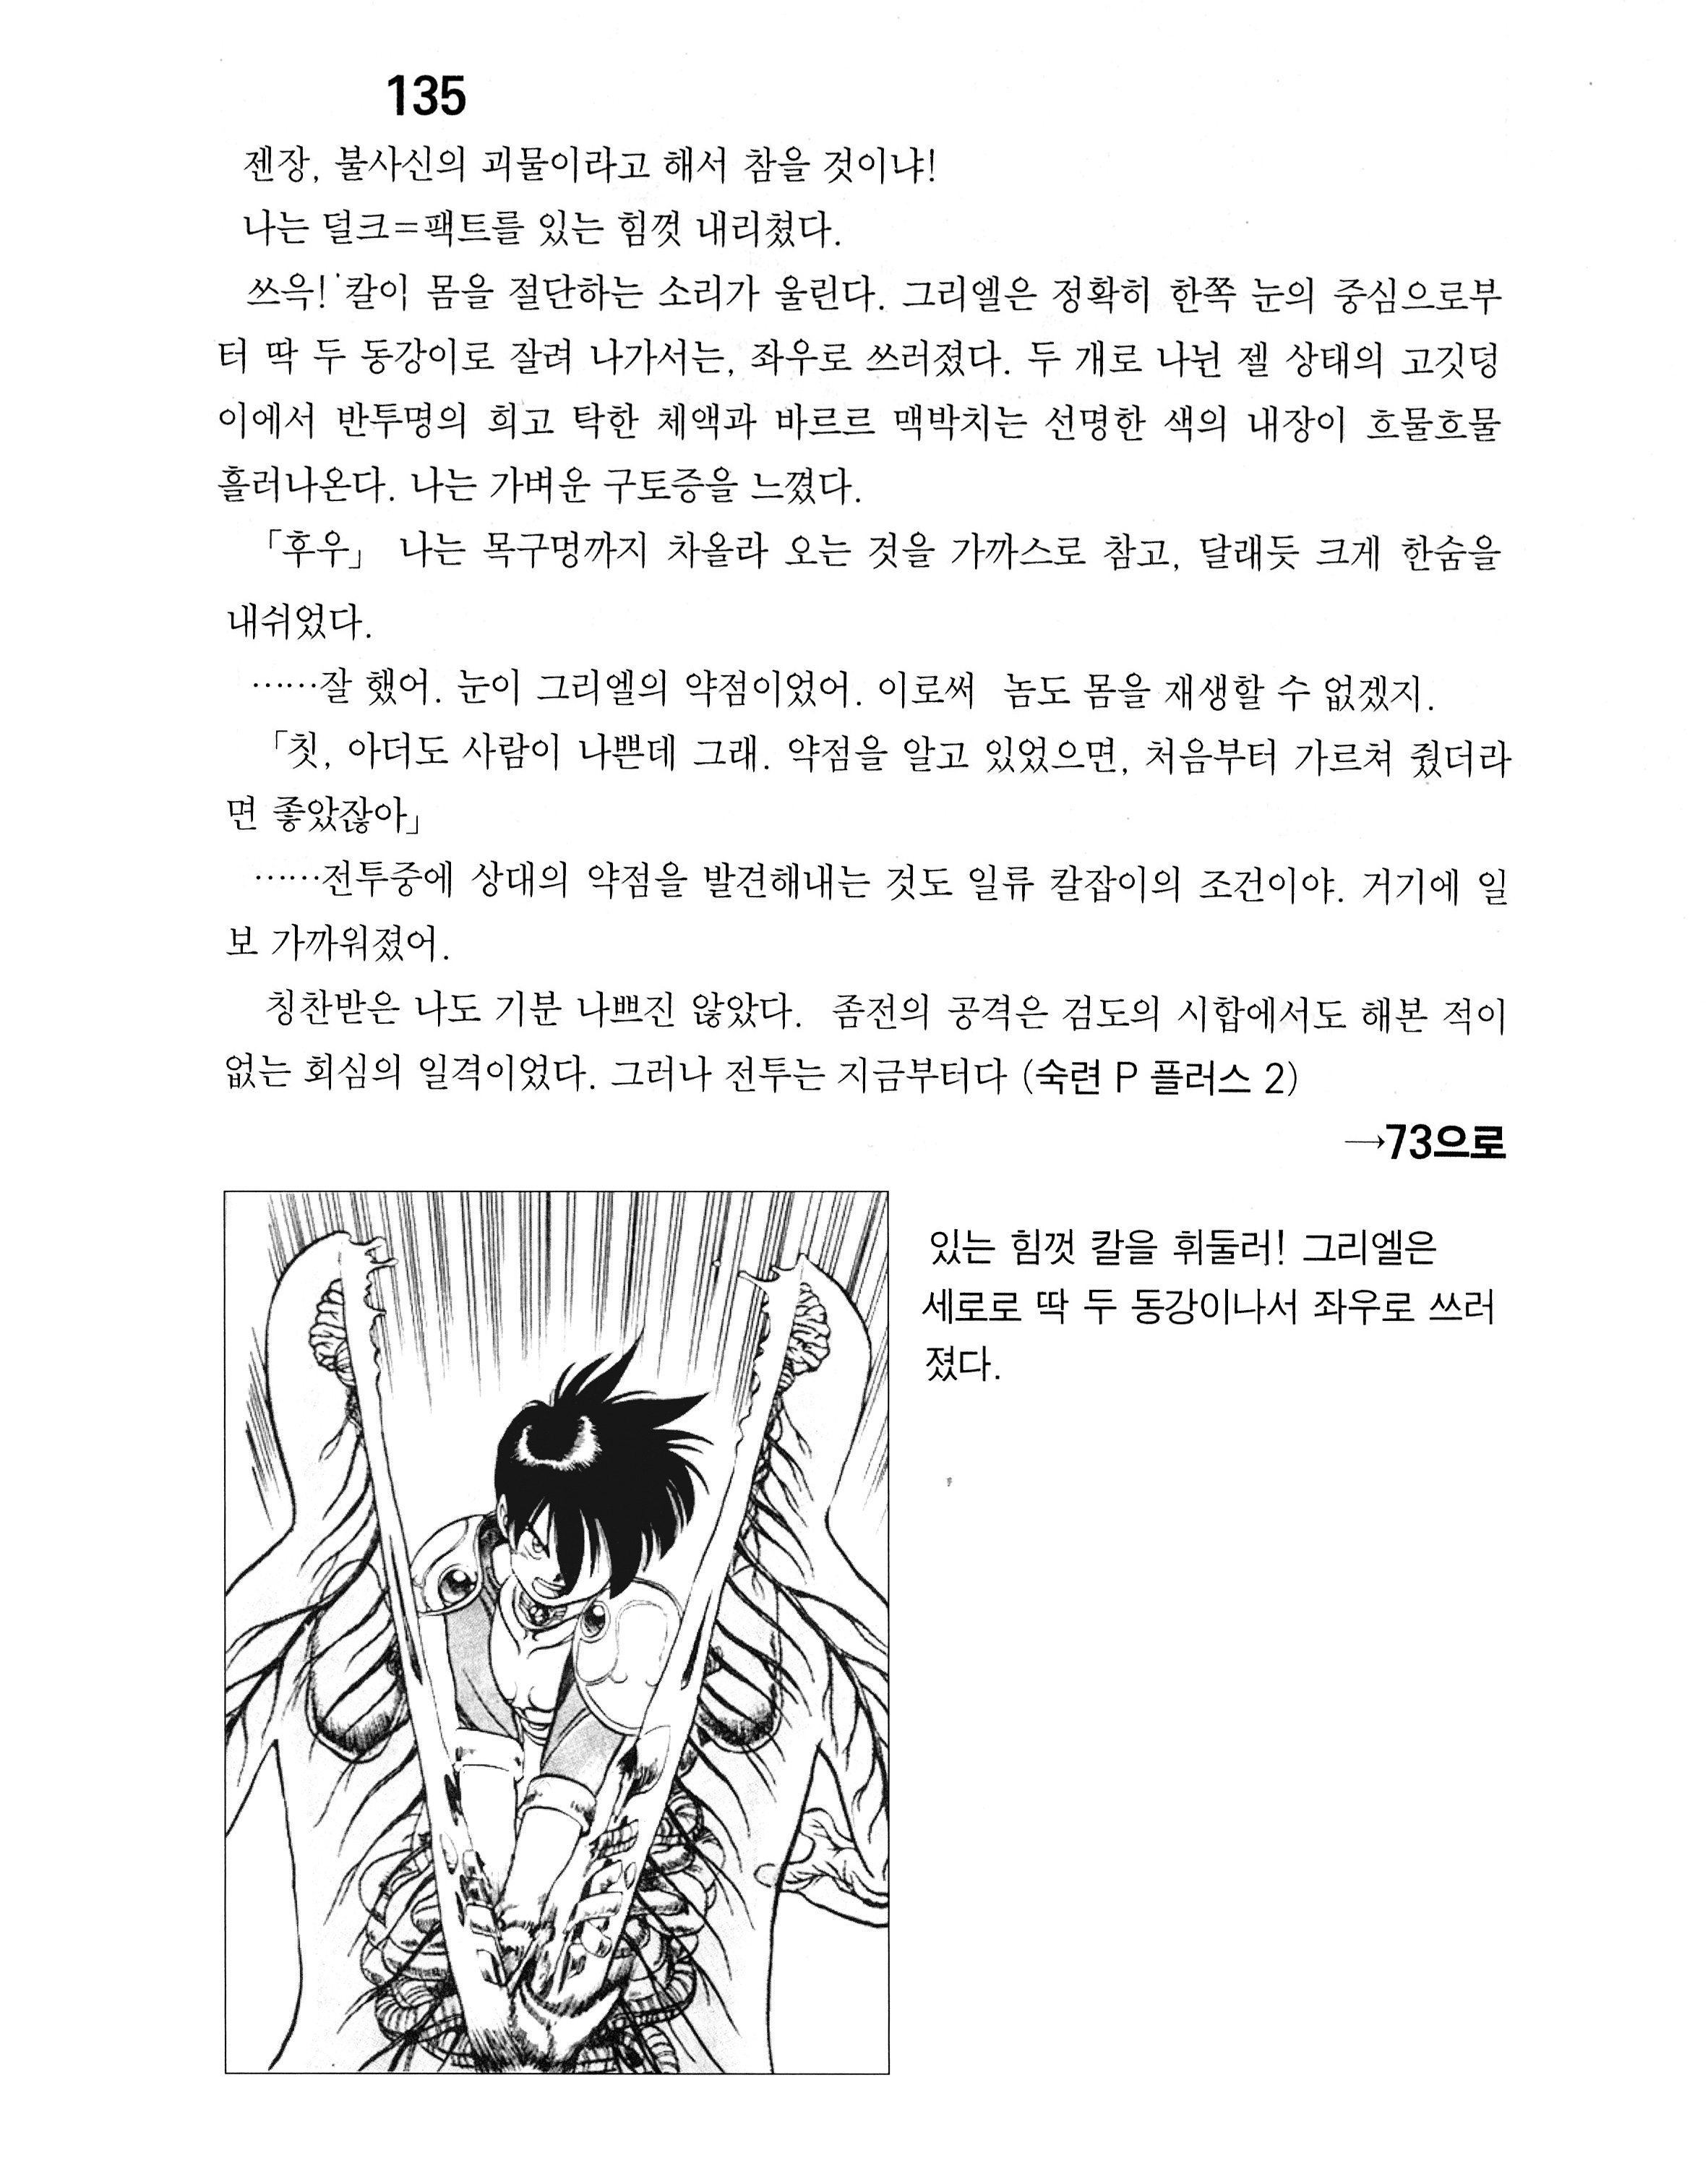 135
젠장, 불사신의 괴물이라고 해서 참을 것이냐!
나는 덜크=팩트를 있는 힘껏 내리쳤다.
쓰윽! 칼이 몸을 절단하는 소리가 울린다. 그리엘은 정확히 한쪽 눈의 중심으로부
터 딱 두 동강이로 잘려 나가서는, 좌우로 쓰러졌다. 두 개로 나뉜 젤 상태의 고깃덩
이에서 반투명의 희고 탁한 체액과 바르르 맥박치는 선명한 색의 내장이 흐물흐물
흘러나온다. 나는 가벼운 구토증을 느꼈다.
「후우」 나는 목구멍까지 차올라 오는 것을 가까스로 참고, 달래듯 크게 한숨을
내쉬었다.
……잘 했어. 눈이 그리엘의 약점이었어. 이로써 놈도 몸을 재생할 수 없겠지.
「칫, 아더도 사람이 나쁜데 그래. 약점을 알고 있었으면, 처음부터 가르쳐 줬더라
면 좋았잖아」
……전투중에 상대의 약점을 발견해내는 것도 일류 칼잡이의 조건이야. 거기에 일
보 가까워졌어.
칭찬받은 나도 기분 나쁘진 않았다. 좀전의 공격은 검도의 시합에서도 해본 적이
없는 회심의 일격이었다. 그러나 전투는 지금부터다 (숙련 P 플러스 2)
→73으로
있는 힘껏 칼을 휘둘러! 그리엘은
세로로 딱 두 동강이나서 좌우로 쓰러
졌다.